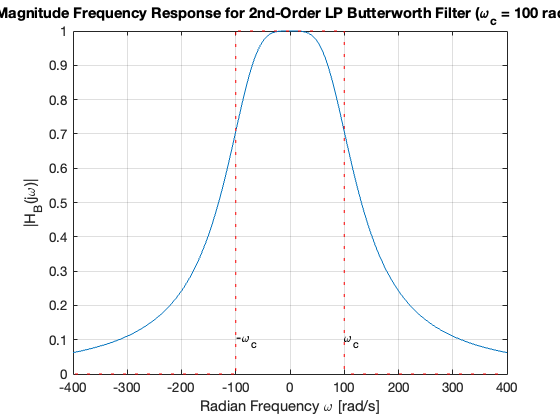 Magnitude Frequency Response for 2nd-Order LP Butterworth Filter (ω_c = 100 rad
1
0.9
0.8
0.7
0.6
0.5
0.4
0.3
0.2
0.1
0
|H_B(jω)|
-ω_c
ω_c
-400 -300 -200 -100 0 100 200 300 400
Radian Frequency ω [rad/s]